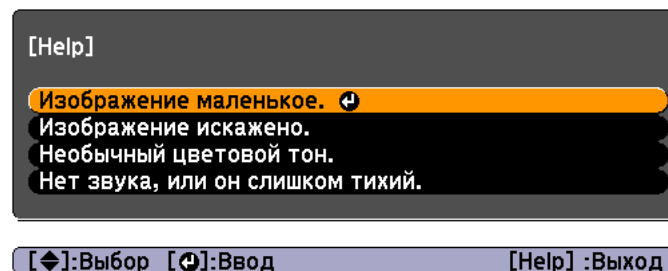 [Help]
Изображение маленькое.
Изображение искажено.
Необычный цветовой тон.
Нет звука, или он слишком тихий.
[◆]:Выбор [↵]:Ввод [Help] :Выход